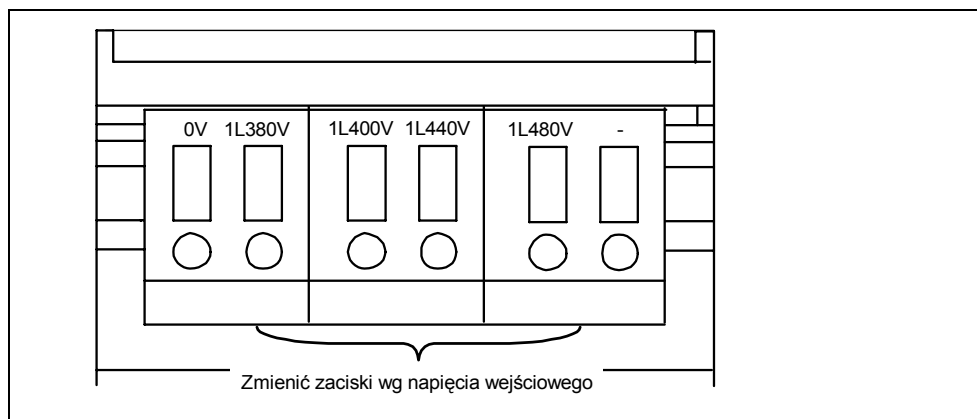 0V 1L380V 1L400V 1L440V 1L480V -
Zmienić zaciski wg napięcia wejściowego